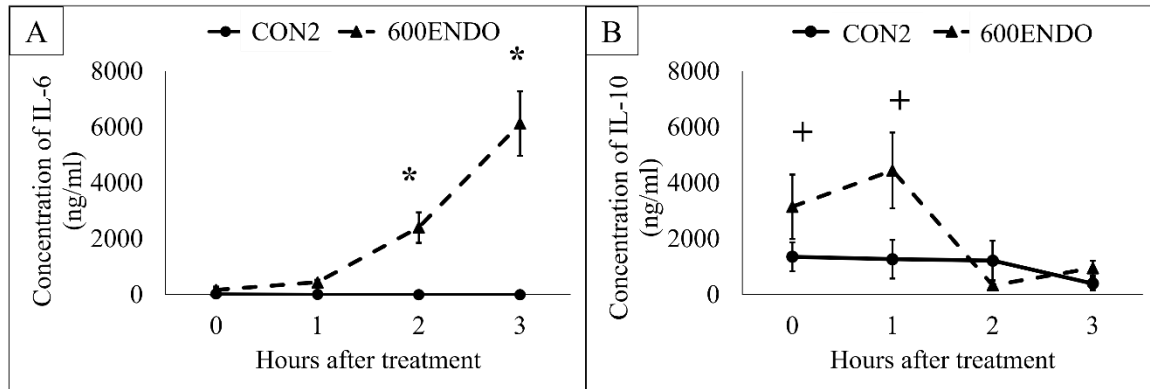 A
CON2 600ENDO
Concentration of IL-6
(ng/ml)
8000
6000
4000
2000
0
*
*
0 1 2 3
Hours after treatment
B
CON2 600ENDO
Concentration of IL-10
(ng/ml)
8000
6000
4000
2000
0
+
+
0 1 2 3
Hours after treatment